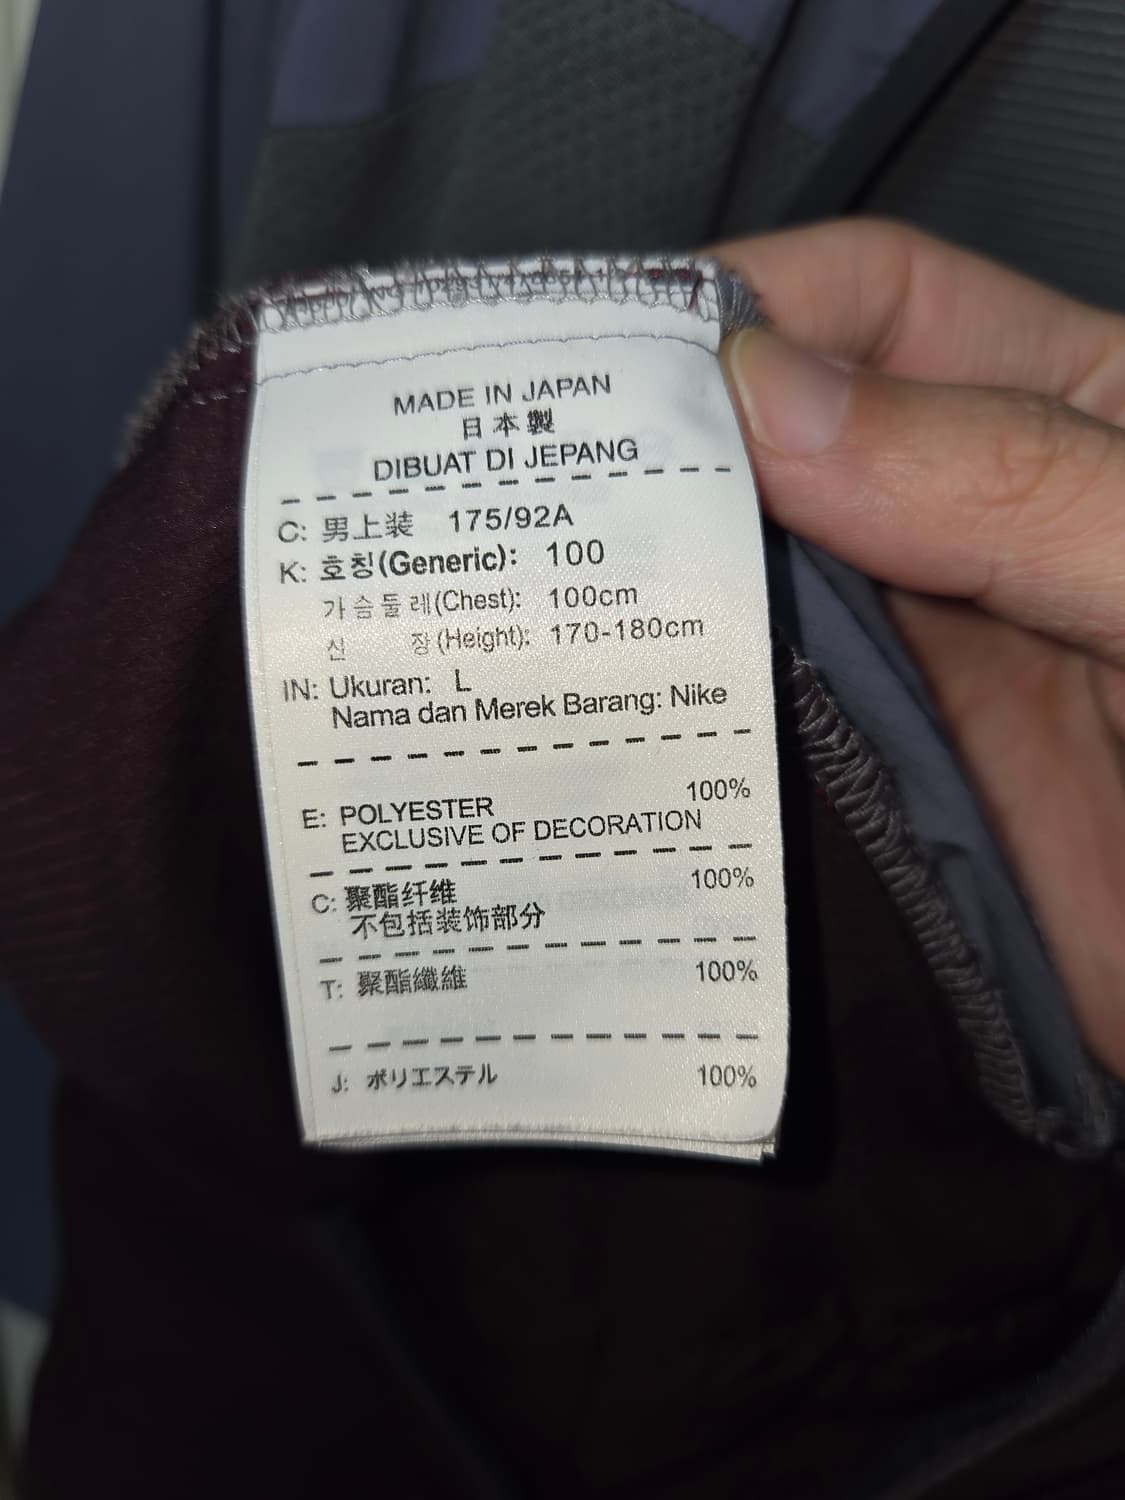 MADE IN JAPAN
日本製
DIBUAT DI JEPANG
C: 男上装 175/92A
K: 호칭(Generic): 100
가슴둘레(Chest): 100cm
신 장(Height): 170-180cm
IN: Ukuran: L
Nama dan Merek Barang: Nike
E: POLYESTER 100%
EXCLUSIVE OF DECORATION
C: 聚酯纤维 100%
不包括装饰部分
T: 聚酯纖維 100%
J: ポリエステル 100%